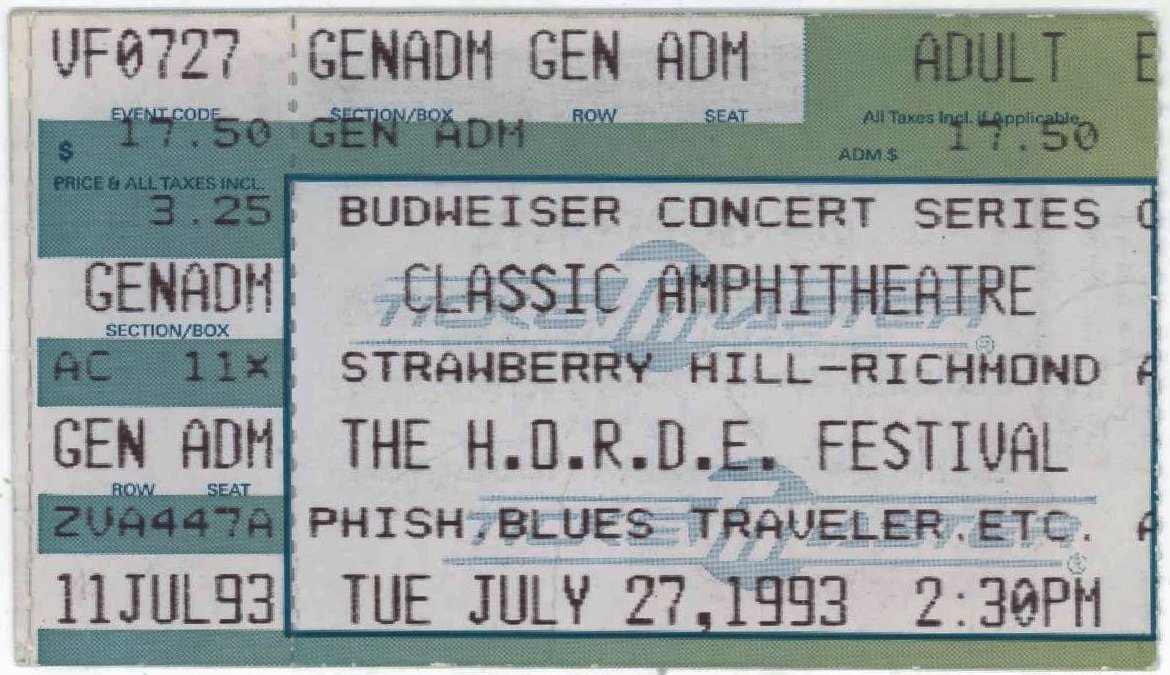 VF0727 GENADM GEN ADM ADULT E
EVENT CODE SECTION/BOX ROW SEAT All Taxes Incl. if Applicable
$ 17.50 GEN ADM ADM $ 17.50
PRICE & ALL TAXES INCL.
3.25 BUDWEISER CONCERT SERIES
GENADM CLASSIC AMPHITHEATRE
TICKETMASTER ®
SECTION/BOX
AC 11X STRAWBERRY HILL-RICHMOND
GEN ADM THE H.O.R.D.E. FESTIVAL
ROW SEAT
ZVA447A PHISH,BLUES TRAVELER,ETC.
TICKETMASTER ®
11JUL93 TUE JULY 27,1993 2:30PM